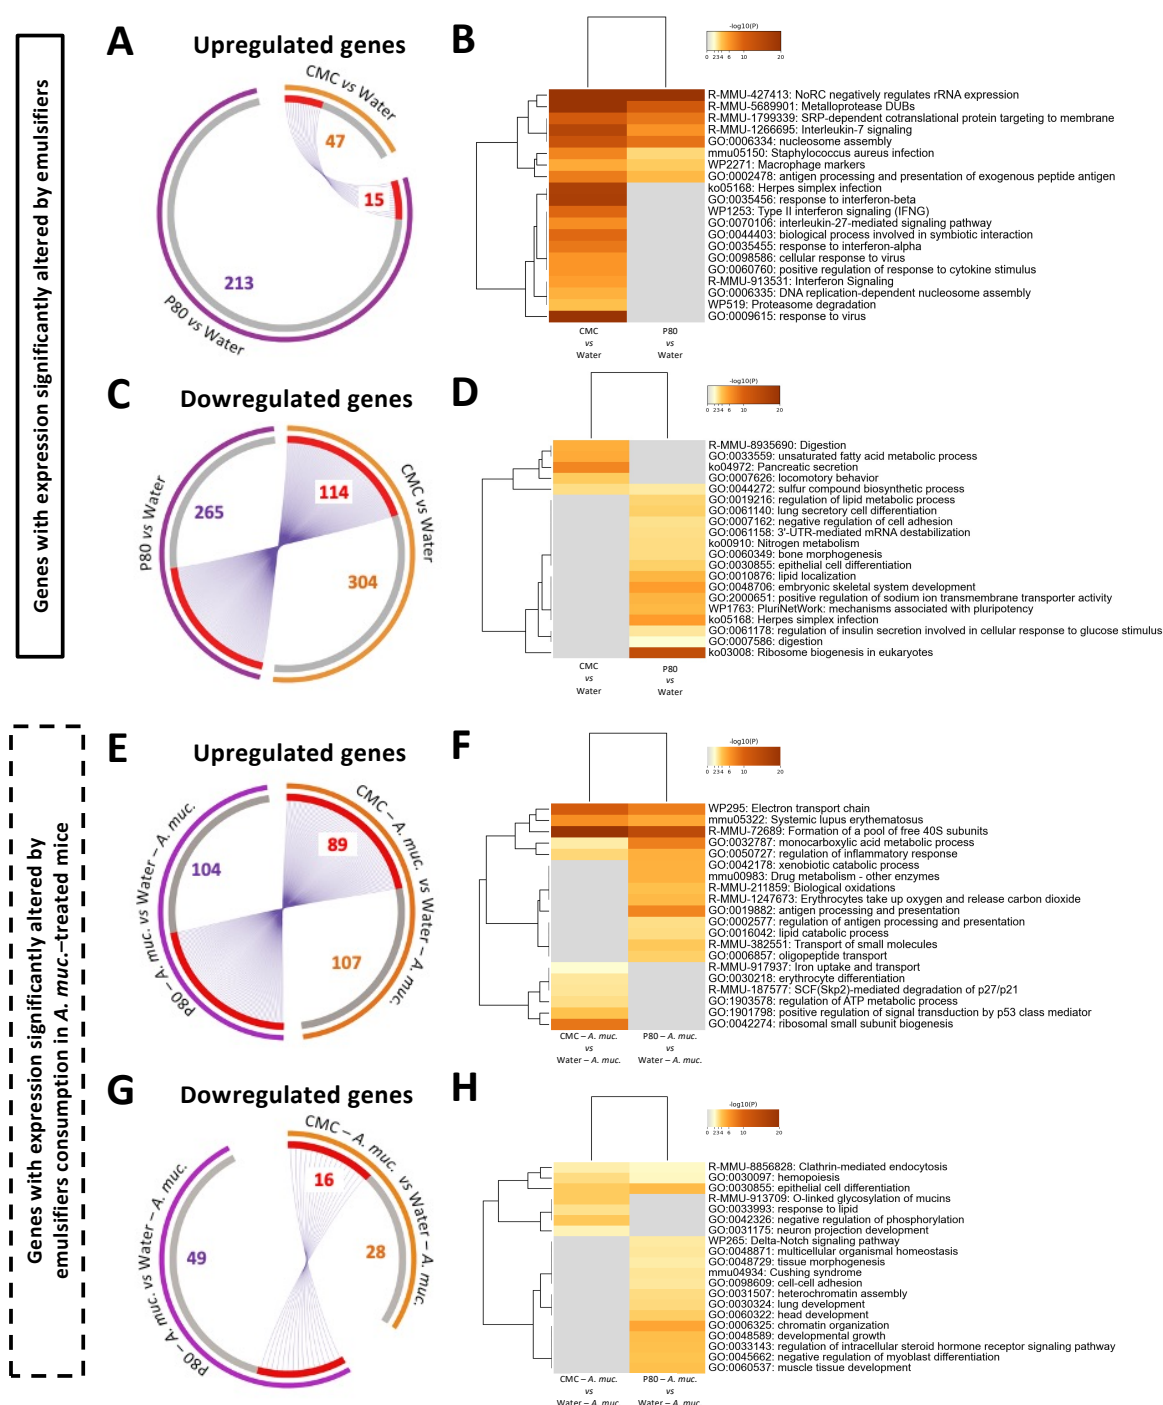 Genes with expression significantly altered by emulsifiers
A
Upregulated genes
CMC vs Water
47
15
213
P80 vs Water
B
-log10(P)
0 2 3 4 6 10 20
R-MMU-427413: NoRC negatively regulates rRNA expression
R-MMU-5689901: Metalloprotease DUBs
R-MMU-1799339: SRP-dependent cotranslational protein targeting to membrane
R-MMU-1266695: Interleukin-7 signaling
GO:0006334: nucleosome assembly
mmu05150: Staphylococcus aureus infection
WP2271: Macrophage markers
GO:0002478: antigen processing and presentation of exogenous peptide antigen
ko05168: Herpes simplex infection
GO:0035456: response to interferon-beta
WP1253: Type II interferon signaling (IFNG)
GO:0070106: interleukin-27-mediated signaling pathway
GO:0044403: biological process involved in symbiotic interaction
GO:0035455: response to interferon-alpha
GO:0098586: cellular response to virus
GO:0060760: positive regulation of response to cytokine stimulus
R-MMU-913531: Interferon Signaling
GO:0006335: DNA replication-dependent nucleosome assembly
WP519: Proteasome degradation
GO:0009615: response to virus
CMC
vs
Water
P80
vs
Water
C
Dowregulated genes
P80 vs Water
CMC vs Water
114
265
304
D
-log10(P)
0 2 3 4 6 10 20
R-MMU-8935690: Digestion
GO:0033559: unsaturated fatty acid metabolic process
ko04972: Pancreatic secretion
GO:0007626: locomotory behavior
GO:0044272: sulfur compound biosynthetic process
GO:0019216: regulation of lipid metabolic process
GO:0061140: lung secretory cell differentiation
GO:0007162: negative regulation of cell adhesion
GO:0061158: 3'-UTR-mediated mRNA destabilization
ko00910: Nitrogen metabolism
GO:0060349: bone morphogenesis
GO:0030855: epithelial cell differentiation
GO:0010876: lipid localization
GO:0048706: embryonic skeletal system development
GO:2000651: positive regulation of sodium ion transmembrane transporter activity
WP1763: PluriNetWork: mechanisms associated with pluripotency
ko05168: Herpes simplex infection
GO:0061178: regulation of insulin secretion involved in cellular response to glucose stimulus
GO:0007586: digestion
ko03008: Ribosome biogenesis in eukaryotes
CMC
vs
Water
P80
vs
Water
Genes with expression significantly altered by
emulsifiers consumption in A. muc.–treated mice
E
Upregulated genes
P80 – A. muc. vs Water – A. muc.
CMC – A. muc. vs Water – A. muc.
89
104
107
F
-log10(P)
0 2 3 4 6 10 20
WP295: Electron transport chain
mmu05322: Systemic lupus erythematosus
R-MMU-72689: Formation of a pool of free 40S subunits
GO:0032787: monocarboxylic acid metabolic process
GO:0050727: regulation of inflammatory response
GO:0042178: xenobiotic catabolic process
mmu00983: Drug metabolism - other enzymes
R-MMU-211859: Biological oxidations
R-MMU-1247673: Erythrocytes take up oxygen and release carbon dioxide
GO:0019882: antigen processing and presentation
GO:0002577: regulation of antigen processing and presentation
GO:0016042: lipid catabolic process
R-MMU-382551: Transport of small molecules
GO:0006857: oligopeptide transport
R-MMU-917937: Iron uptake and transport
GO:0030218: erythrocyte differentiation
R-MMU-187577: SCF(Skp2)-mediated degradation of p27/p21
GO:1903578: regulation of ATP metabolic process
GO:1901798: positive regulation of signal transduction by p53 class mediator
GO:0042274: ribosomal small subunit biogenesis
CMC – A. muc.
vs
Water – A. muc.
P80 – A. muc.
vs
Water – A. muc.
G
Dowregulated genes
P80 – A. muc. vs Water – A. muc.
CMC – A. muc. vs Water – A. muc.
16
49
28
H
-log10(P)
0 2 3 4 6 10 20
R-MMU-8856828: Clathrin-mediated endocytosis
GO:0030097: hemopoiesis
GO:0030855: epithelial cell differentiation
R-MMU-913709: O-linked glycosylation of mucins
GO:0033993: response to lipid
GO:0042326: negative regulation of phosphorylation
GO:0031175: neuron projection development
WP265: Delta-Notch signaling pathway
GO:0048871: multicellular organismal homeostasis
GO:0048729: tissue morphogenesis
mmu04934: Cushing syndrome
GO:0098609: cell-cell adhesion
GO:0031507: heterochromatin assembly
GO:0030324: lung development
GO:0060322: head development
GO:0006325: chromatin organization
GO:0048589: developmental growth
GO:0033143: regulation of intracellular steroid hormone receptor signaling pathway
GO:0045662: negative regulation of myoblast differentiation
GO:0060537: muscle tissue development
CMC – A. muc.
vs
Water – A. muc.
P80 – A. muc.
vs
Water – A. muc.